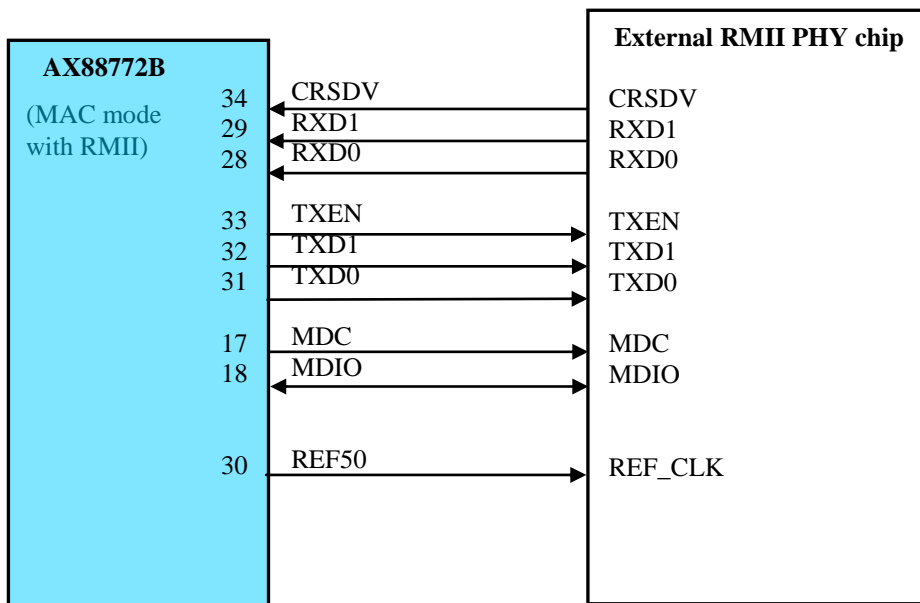 External RMII PHY chip
AX88772B
(MAC mode
with RMII)
34 CRSDV CRSDV
29 RXD1 RXD1
28 RXD0 RXD0
33 TXEN TXEN
32 TXD1 TXD1
31 TXD0 TXD0
17 MDC MDC
18 MDIO MDIO
30 REF50 REF_CLK